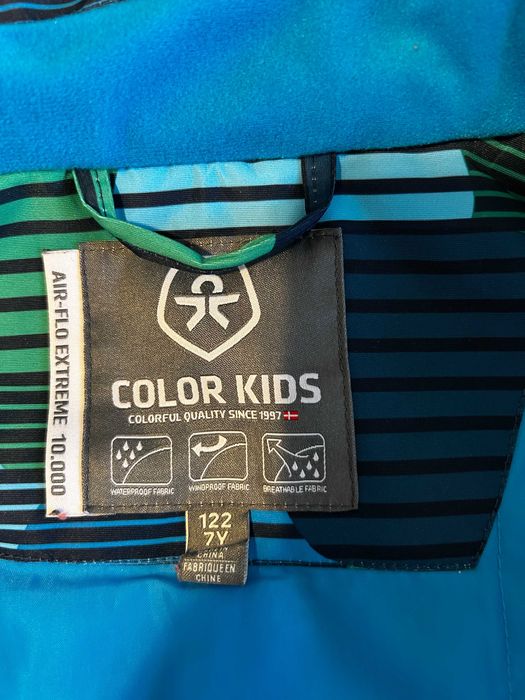 AIR-FLO EXTREME 10.000
COLOR KIDS
COLORFUL QUALITY SINCE 1997
WATERPROOF FABRIC
WINDPROOF FABRIC
BREATHABLE FABRIC
122
7Y
CHINA
FABRIQUE EN
CHINE